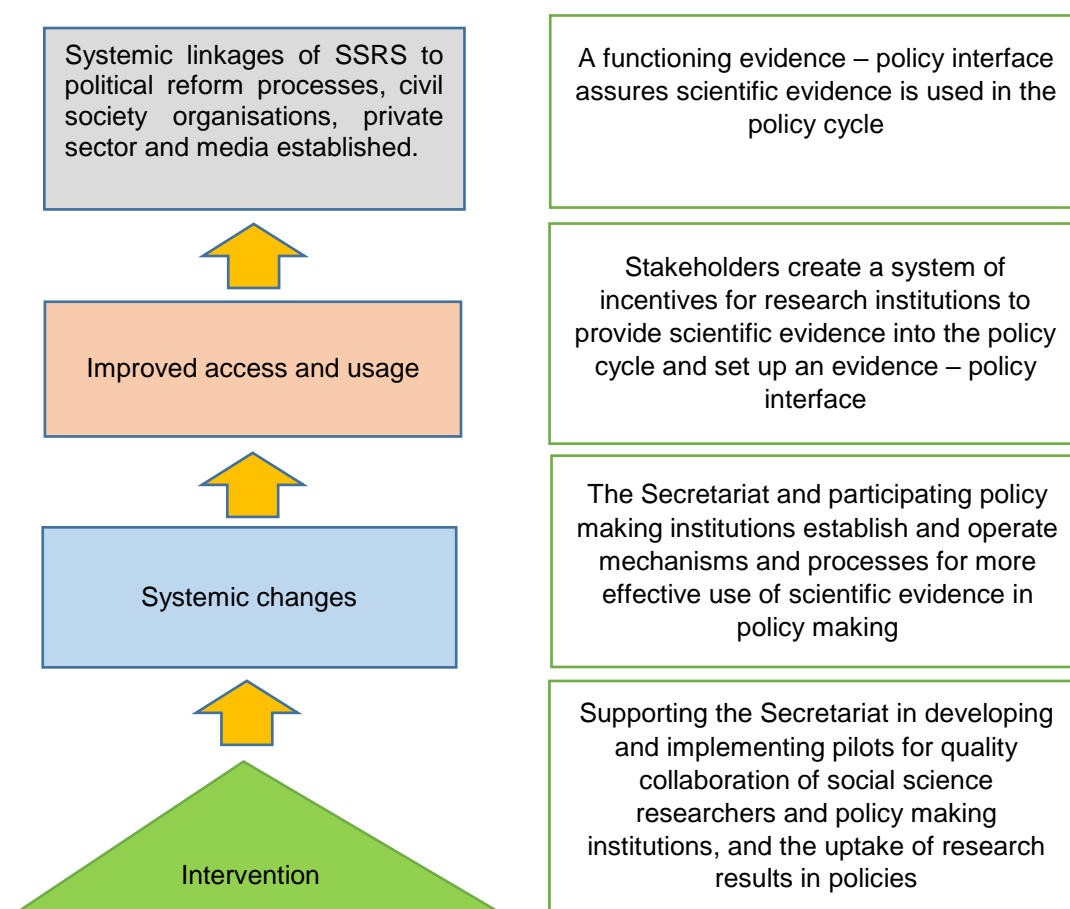 Systemic linkages of SSRS to
political reform processes, civil
society organisations, private
sector and media established.
A functioning evidence – policy interface
assures scientific evidence is used in the
policy cycle
Improved access and usage
Stakeholders create a system of
incentives for research institutions to
provide scientific evidence into the policy
cycle and set up an evidence – policy
interface
Systemic changes
The Secretariat and participating policy
making institutions establish and operate
mechanisms and processes for more
effective use of scientific evidence in
policy making
Intervention
Supporting the Secretariat in developing
and implementing pilots for quality
collaboration of social science
researchers and policy making
institutions, and the uptake of research
results in policies